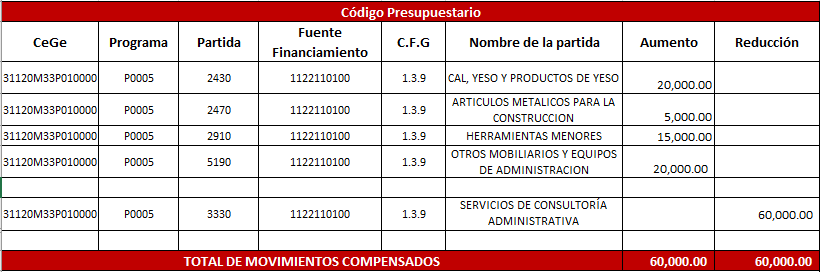 Código Presupuestario
CeGe Programa Partida Fuente Financiamiento C.F.G Nombre de la partida Aumento Reducción
31120M33P010000 P0005 2430 1122110100 1.3.9 CAL, YESO Y PRODUCTOS DE YESO 20,000.00
31120M33P010000 P0005 2470 1122110100 1.3.9 ARTICULOS METALICOS PARA LA CONSTRUCCION 5,000.00
31120M33P010000 P0005 2910 1122110100 1.3.9 HERRAMIENTAS MENORES 15,000.00
31120M33P010000 P0005 5190 1122110100 1.3.9 OTROS MOBILIARIOS Y EQUIPOS DE ADMINISTRACION 20,000.00
31120M33P010000 P0005 3330 1122110100 1.3.9 SERVICIOS DE CONSULTORÍA ADMINISTRATIVA 60,000.00
TOTAL DE MOVIMIENTOS COMPENSADOS 60,000.00 60,000.00